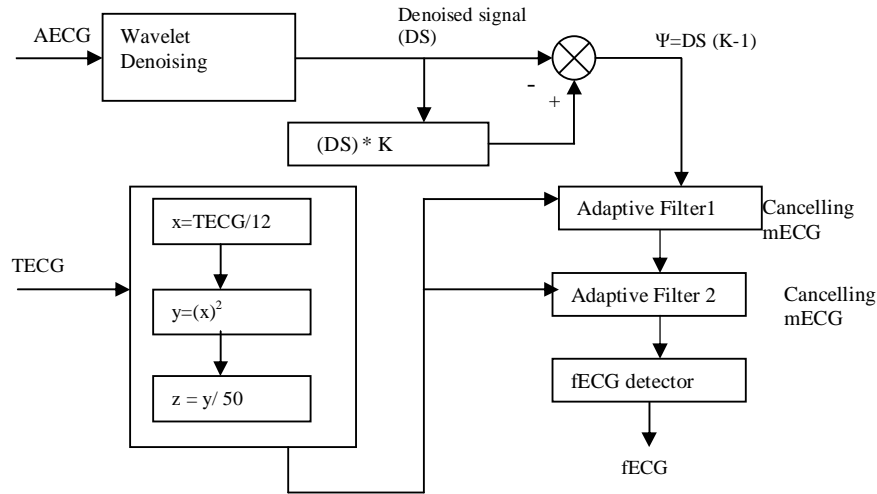 AECG
Wavelet
Denoising
Denoised signal
(DS)
Ψ=DS (K-1)
-
+
(DS) * K
x=TECG/12
Adaptive Filter1
Cancelling
mECG
TECG
y=(x)²
Adaptive Filter 2
Cancelling
mECG
z = y/ 50
fECG detector
fECG